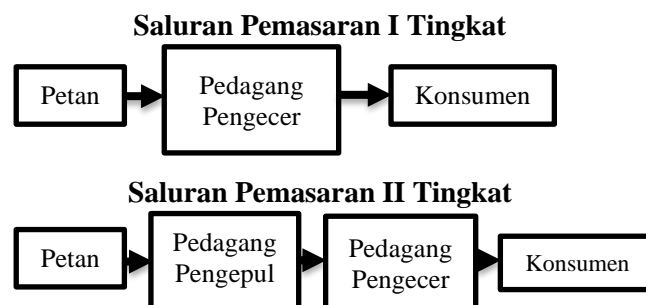 Saluran Pemasaran I Tingkat
Petan
Pedagang
Pengecer
Konsumen
Saluran Pemasaran II Tingkat
Petan
Pedagang
Pengepul
Pedagang
Pengecer
Konsumen